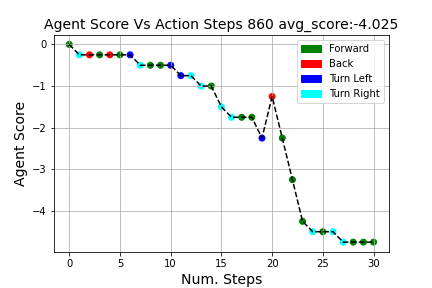 Agent Score Vs Action Steps 860 avg_score:-4.025
Forward
Back
Turn Left
Turn Right
Agent Score
0
−1
−2
−3
−4
0 5 10 15 20 25 30
Num. Steps